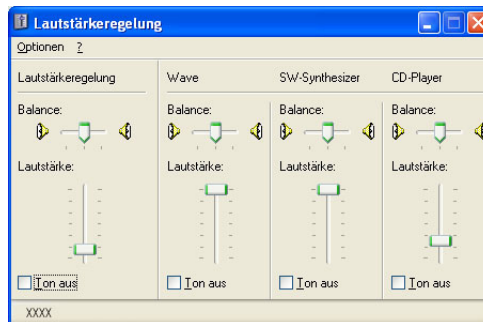 Lautstärkeregelung
Optionen ?
Lautstärkeregelung Wave SW-Synthesizer CD-Player
Balance: Balance: Balance: Balance:
Lautstärke: Lautstärke: Lautstärke: Lautstärke:
Ton aus Ton aus Ton aus Ton aus
XXXX